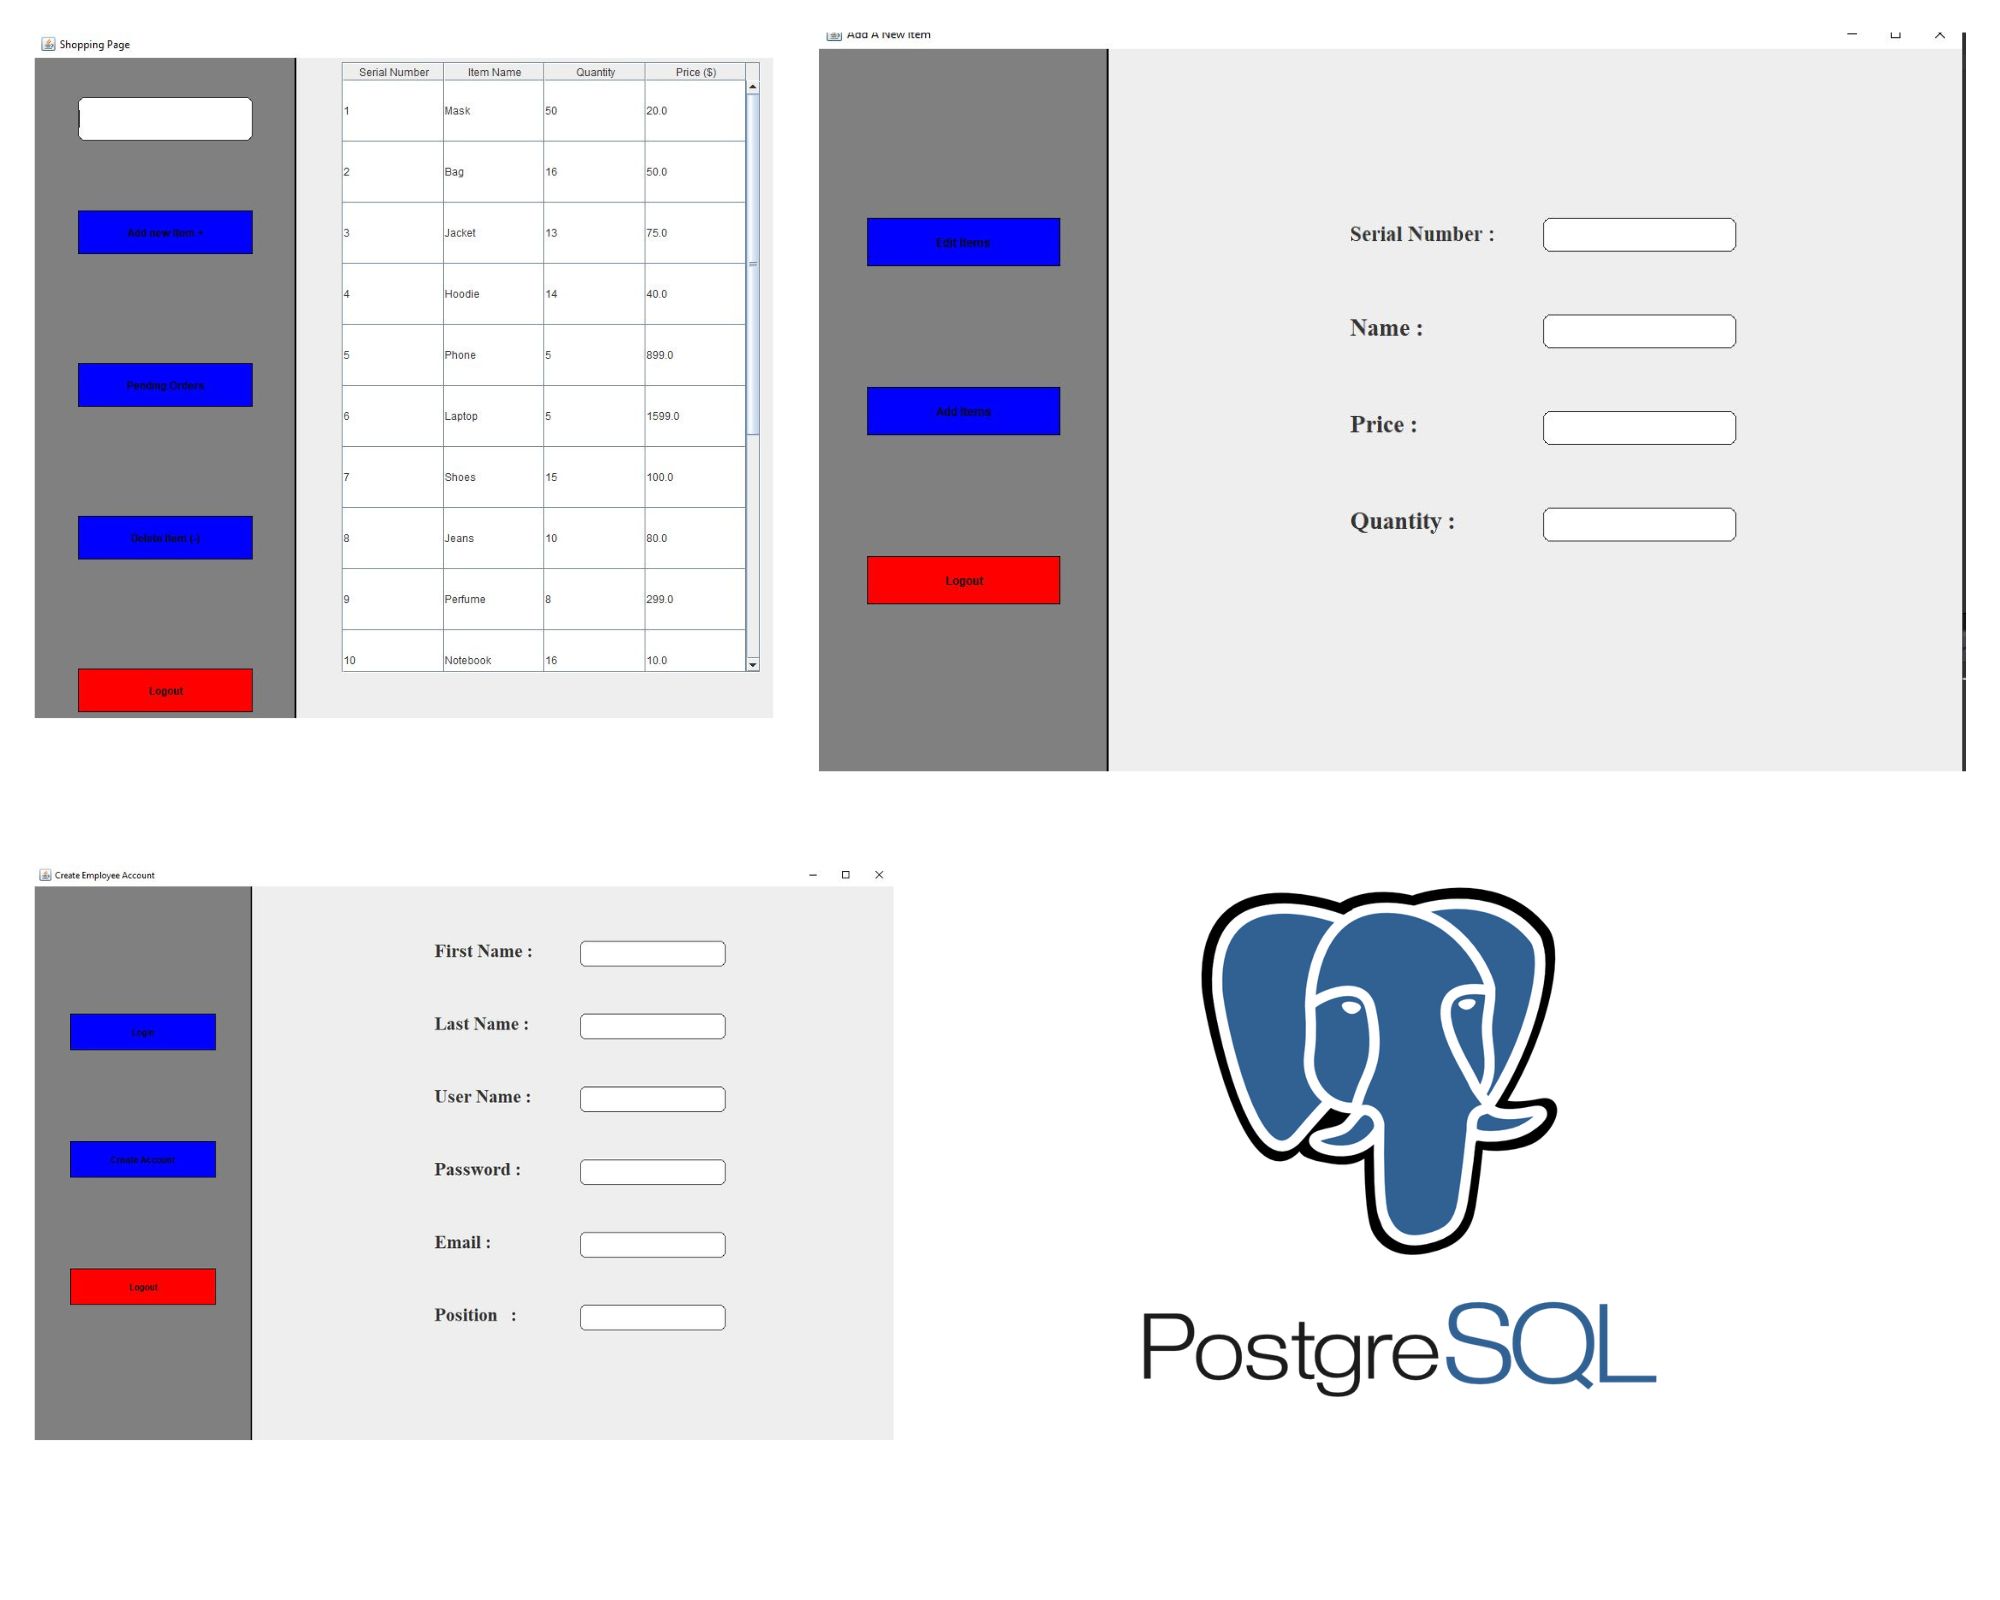 Shopping Page
Serial Number Item Name Quantity Price ($)
1 Mask 50 20.0
2 Bag 16 50.0
3 Jacket 13 75.0
4 Hoodie 14 40.0
5 Phone 5 899.0
6 Laptop 5 1599.0
7 Shoes 15 100.0
8 Jeans 10 80.0
9 Perfume 8 299.0
10 Notebook 16 10.0
Add new Item +
Pending Orders
Delete Item (-)
Logout
Add A New Item
Edit Items
Add Items
Logout
Serial Number :
Name :
Price :
Quantity :
Create Employee Account
Login
Create Account
Logout
First Name :
Last Name :
User Name :
Password :
Email :
Position :
PostgreSQL